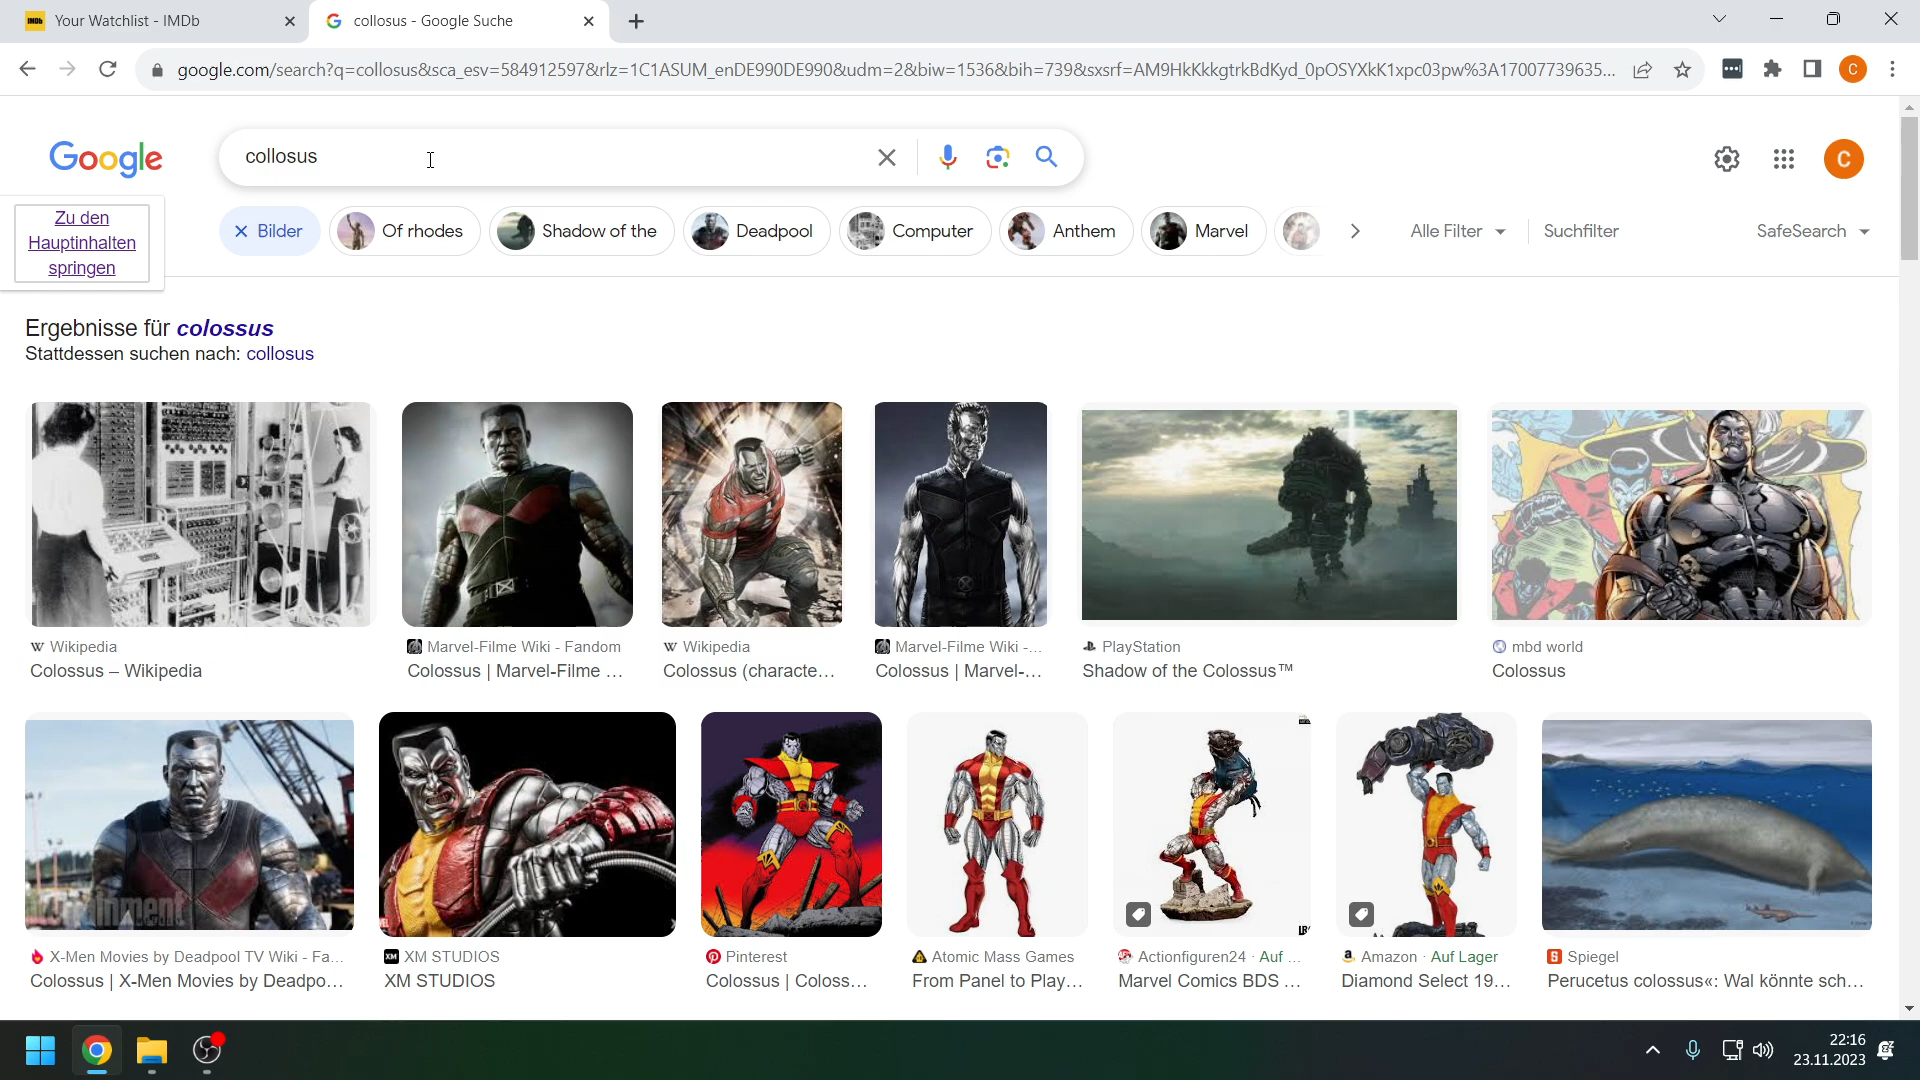 Your Watchlist - IMDb
collosus - Google Suche
google.com/search?q=collosus&sca_esv=584912597&rlz=1C1ASUM_enDE990DE990&udm=2&biw=1536&bih=739&sxsrf=AM9HkKkkgtrkBdKyd_0pOSYXkK1xpc03pw%3A17007739635...
C
Google
collosus
C
Zu den
Hauptinhalten
springen
Bilder
Of rhodes
Shadow of the
Deadpool
Computer
Anthem
Marvel
Alle Filter
Suchfilter
SafeSearch
Ergebnisse für colossus
Stattdessen suchen nach: collosus
Wikipedia
Colossus – Wikipedia
Marvel-Filme Wiki - Fandom
Colossus | Marvel-Filme ...
Wikipedia
Colossus (characte...
Marvel-Filme Wiki -...
Colossus | Marvel-...
PlayStation
Shadow of the Colossus™
mbd world
Colossus
X-Men Movies by Deadpool TV Wiki - Fa...
Colossus | X-Men Movies by Deadpo...
XM STUDIOS
XM STUDIOS
Pinterest
Colossus | Coloss...
Atomic Mass Games
From Panel to Play...
Actionfiguren24 · Auf ...
Marvel Comics BDS ...
Amazon · Auf Lager
Diamond Select 19...
Spiegel
Perucetus colossus«: Wal könnte sch...
22:16
23.11.2023